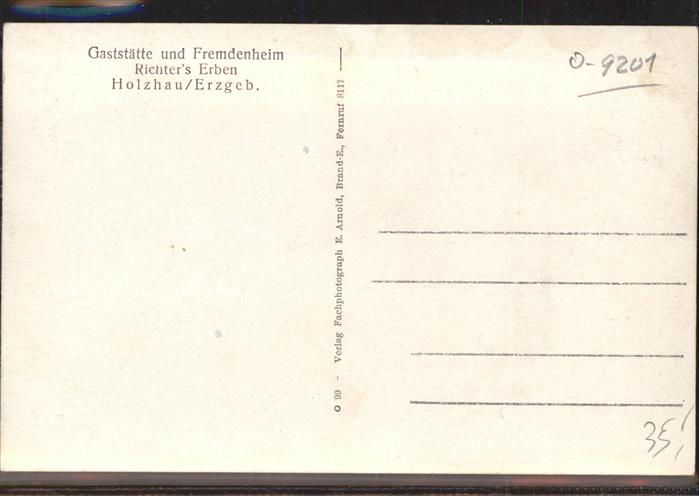 Gaststätte und Fremdenheim
Richter's Erben
Holzhau/Erzgeb.
O-9201
O 99 - Verlag Fachphotograph E. Arnold, Brand-E., Fernruf 8117
35,-